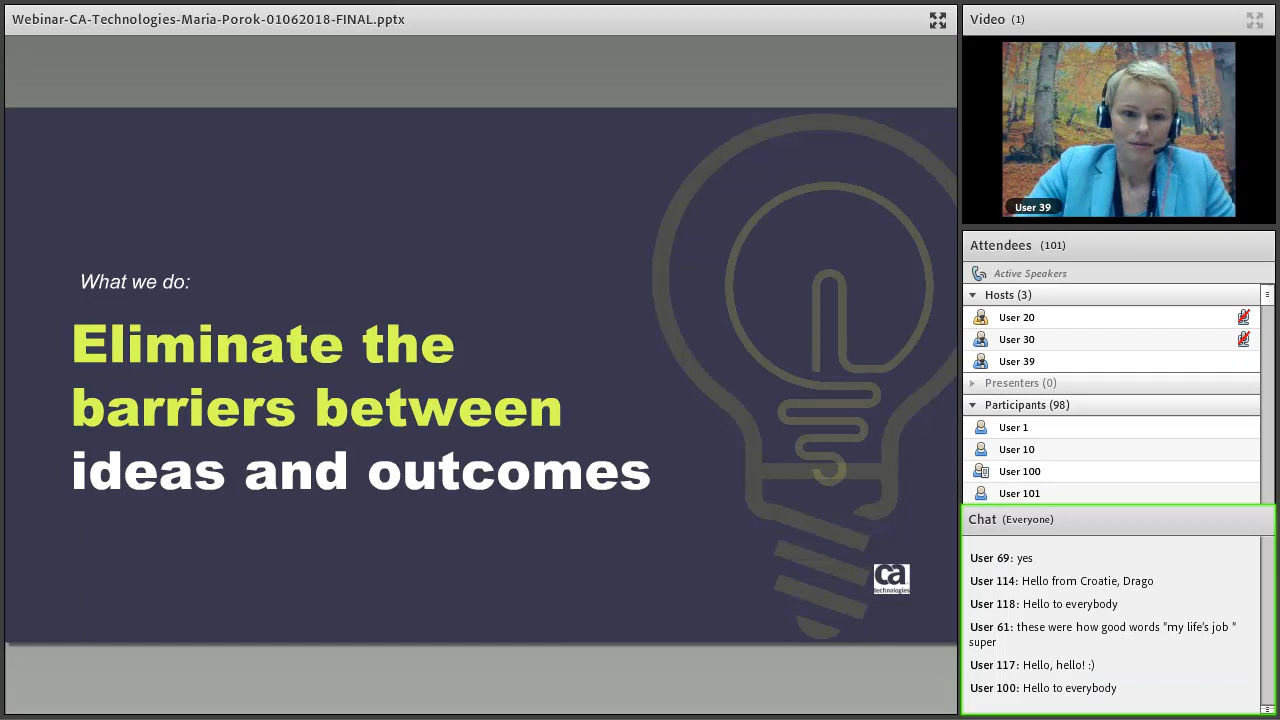 Webinar-CA-Technologies-Maria-Porok-01062018-FINAL.pptx
What we do:
Eliminate the
barriers between
ideas and outcomes
ca
technologies
Video (1)
User 39
Attendees (101)
Active Speakers
Hosts (3)
User 20
User 30
User 39
Presenters (0)
Participants (98)
User 1
User 10
User 100
User 101
Chat (Everyone)
User 69: yes
User 114: Hello from Croatie, Drago
User 118: Hello to everybody
User 61: these were how good words "my life's job "
super
User 117: Hello, hello! :)
User 100: Hello to everybody